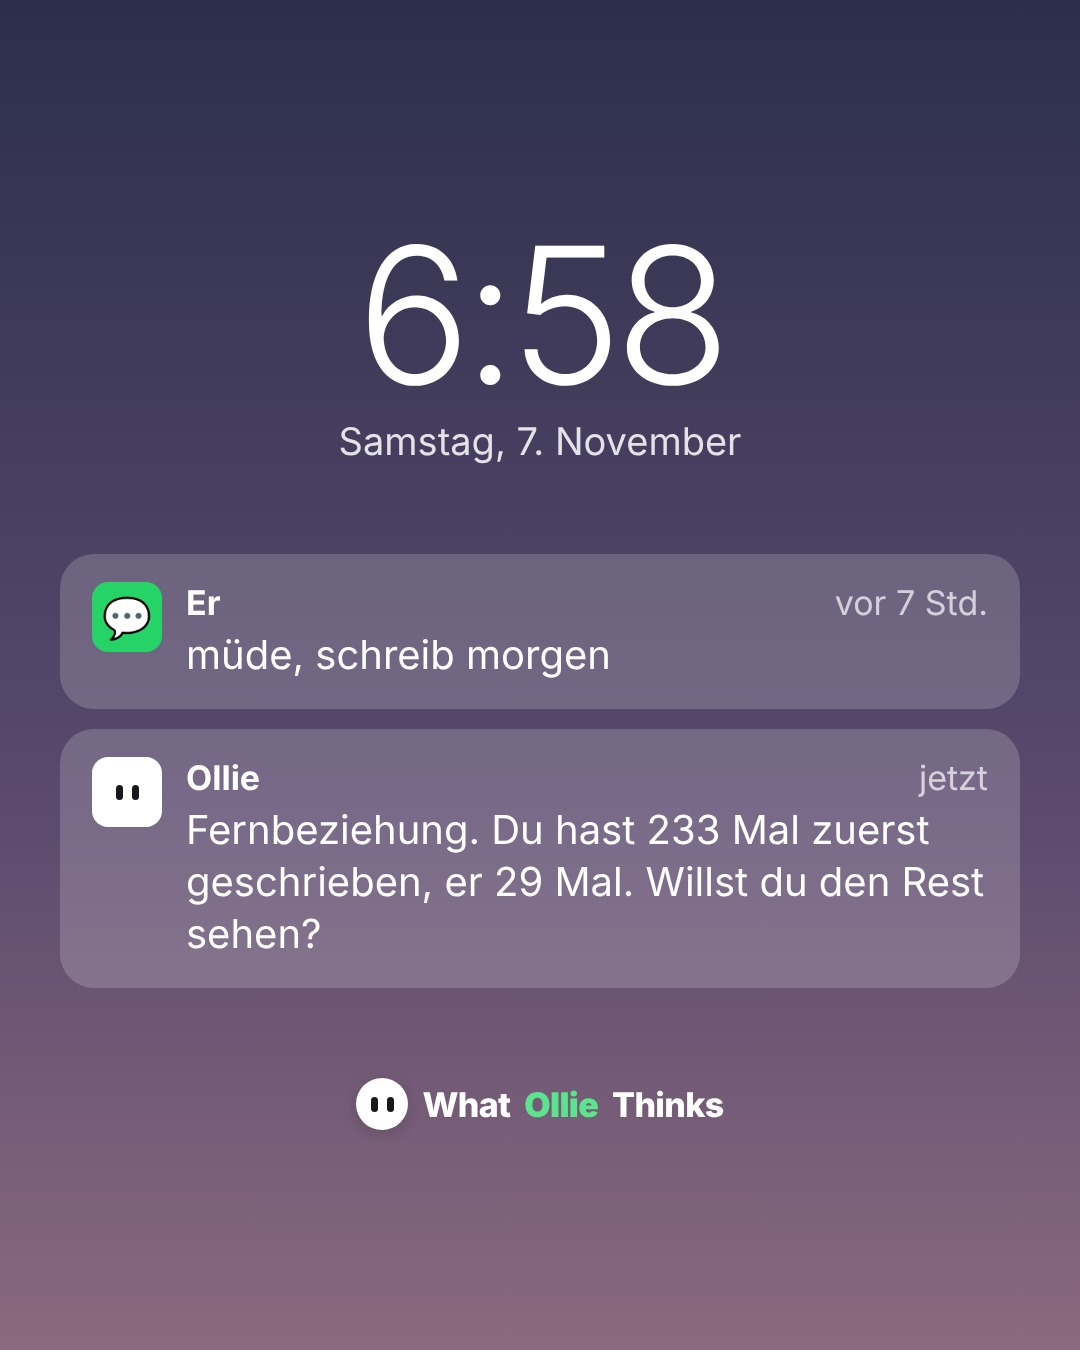 6:58
Samstag, 7. November
Er
vor 7 Std.
müde, schreib morgen
Ollie
jetzt
Fernbeziehung. Du hast 233 Mal zuerst
geschrieben, er 29 Mal. Willst du den Rest
sehen?
What Ollie Thinks